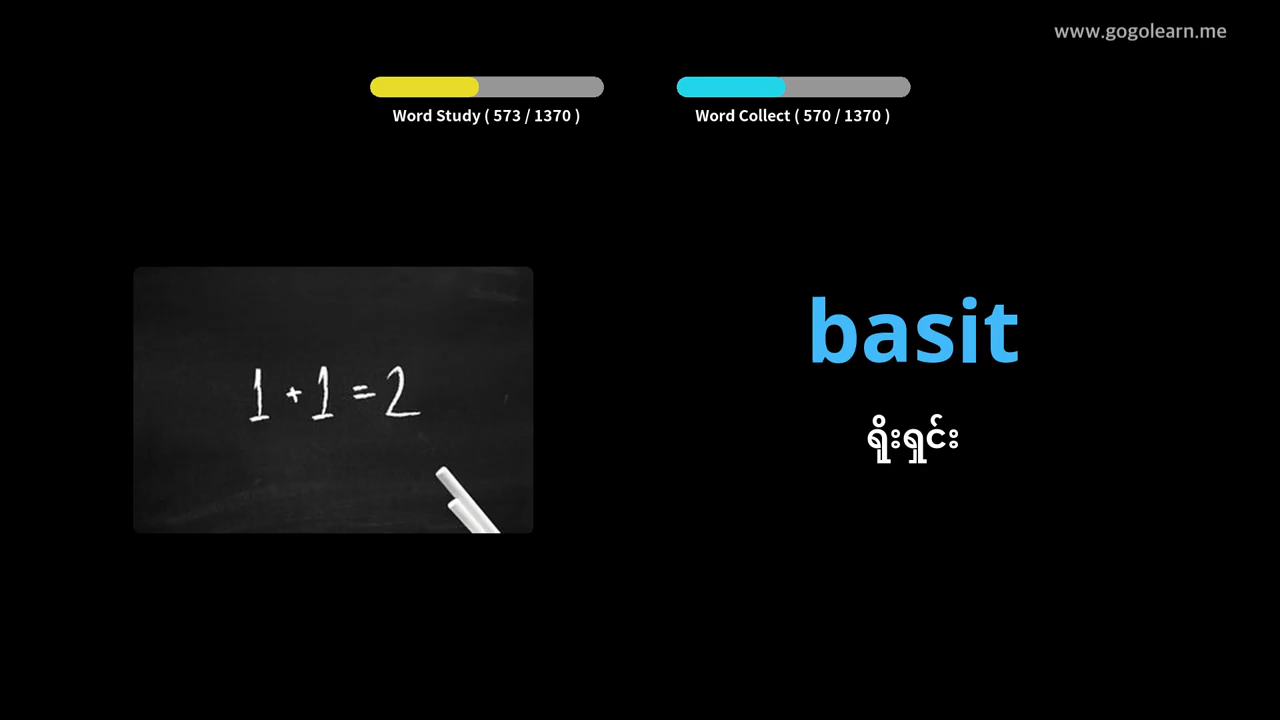 www.gogolearn.me
Word Study ( 573 / 1370 )
Word Collect ( 570 / 1370 )
1 + 1 = 2
basit
ရိုးရှင်း